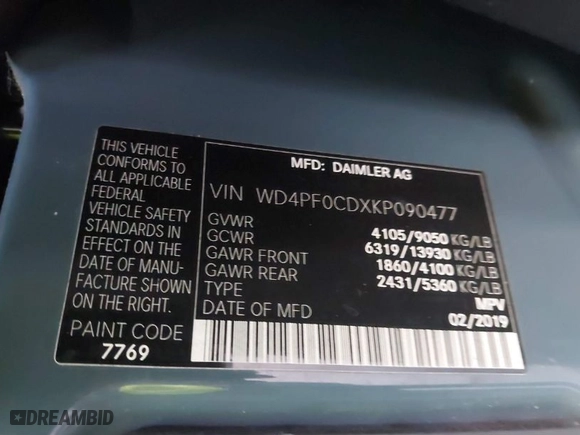 THIS VEHICLE
CONFORMS TO
ALL APPLICABLE
FEDERAL
VEHICLE SAFETY
STANDARDS IN
EFFECT ON THE
DATE OF MANU-
FACTURE SHOWN
ON THE RIGHT.
PAINT CODE
7769
MFD: DAIMLER AG
VIN WD4PF0CDXKP090477
GVWR 4105/9050 KG/LB
GCWR 6319/13930 KG/LB
GAWR FRONT 1860/4100 KG/LB
GAWR REAR 2431/5360 KG/LB
TYPE MPV
DATE OF MFD 02/2019
DREAMBID